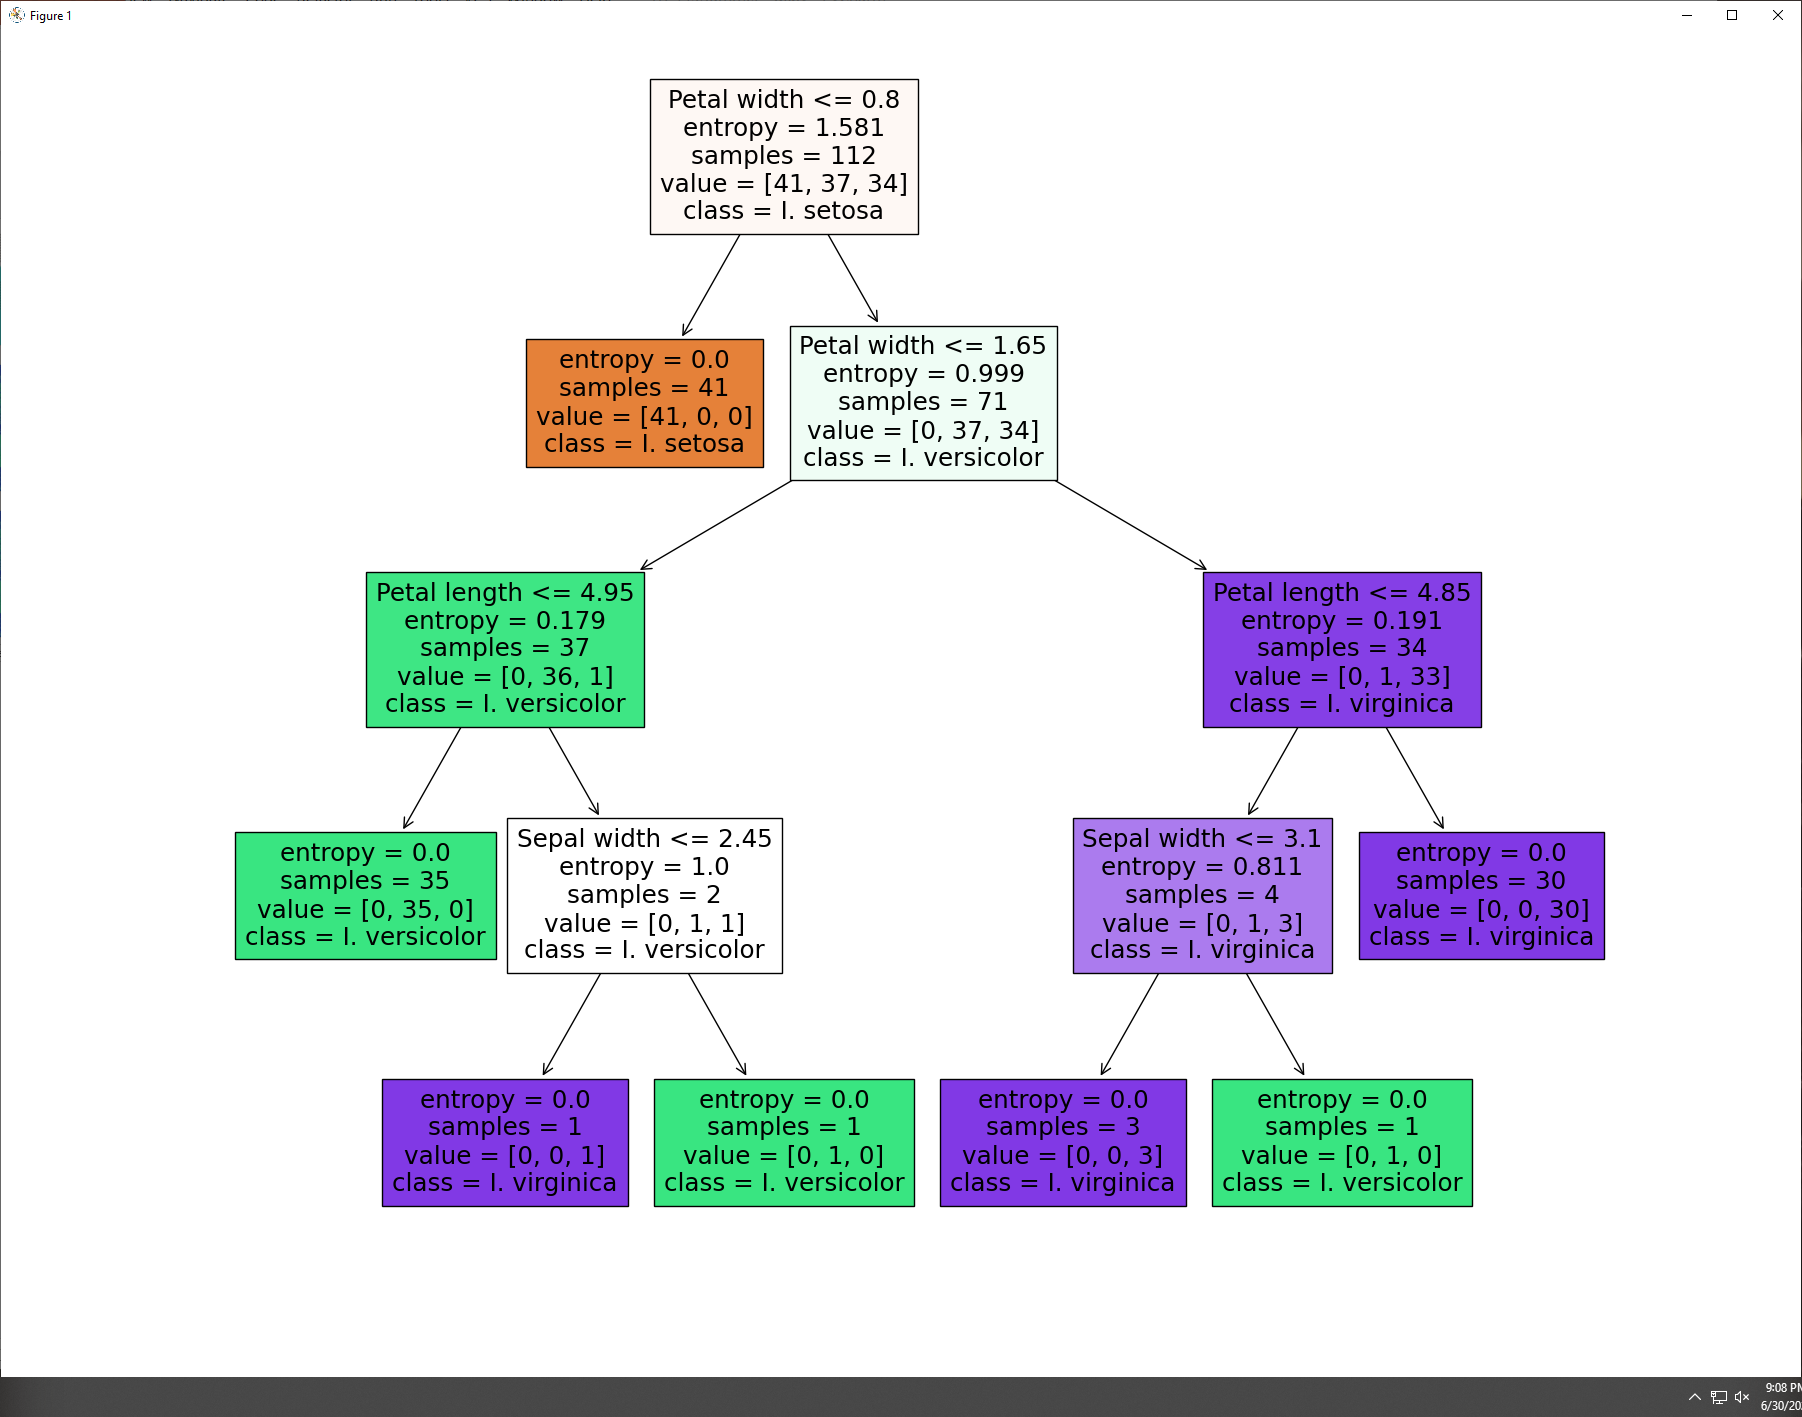 Figure 1
Petal width <= 0.8
entropy = 1.581
samples = 112
value = [41, 37, 34]
class = I. setosa
entropy = 0.0
samples = 41
value = [41, 0, 0]
class = I. setosa
Petal width <= 1.65
entropy = 0.999
samples = 71
value = [0, 37, 34]
class = I. versicolor
Petal length <= 4.95
entropy = 0.179
samples = 37
value = [0, 36, 1]
class = I. versicolor
Petal length <= 4.85
entropy = 0.191
samples = 34
value = [0, 1, 33]
class = I. virginica
entropy = 0.0
samples = 35
value = [0, 35, 0]
class = I. versicolor
Sepal width <= 2.45
entropy = 1.0
samples = 2
value = [0, 1, 1]
class = I. versicolor
Sepal width <= 3.1
entropy = 0.811
samples = 4
value = [0, 1, 3]
class = I. virginica
entropy = 0.0
samples = 30
value = [0, 0, 30]
class = I. virginica
entropy = 0.0
samples = 1
value = [0, 0, 1]
class = I. virginica
entropy = 0.0
samples = 1
value = [0, 1, 0]
class = I. versicolor
entropy = 0.0
samples = 3
value = [0, 0, 3]
class = I. virginica
entropy = 0.0
samples = 1
value = [0, 1, 0]
class = I. versicolor
9:08
6/30/20